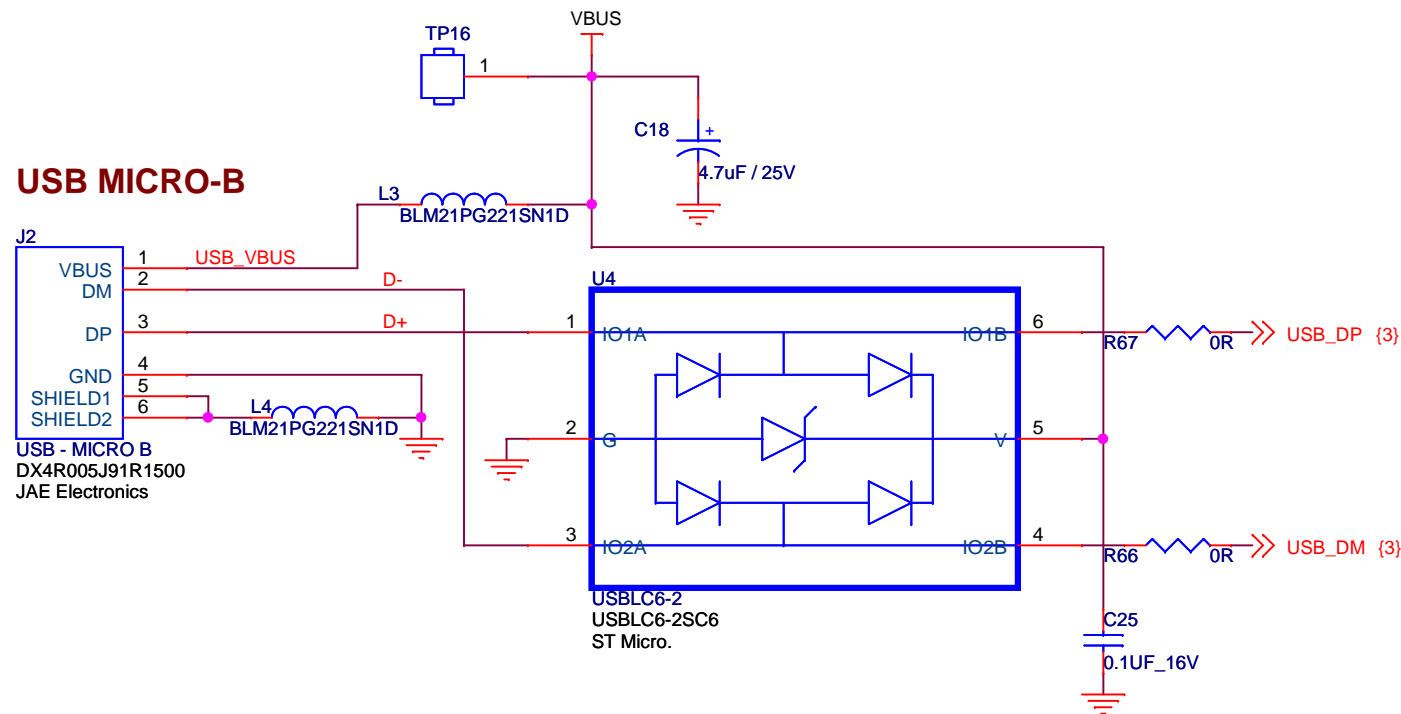 VBUS
TP16
1
C18
+
4.7uF / 25V
USB MICRO-B
L3
BLM21PG221SN1D
J2
VBUS 1 USB_VBUS
DM 2 D-
DP 3 D+
GND 4
SHIELD1 5
SHIELD2 6
L4
BLM21PG221SN1D
USB - MICRO B
DX4R005J91R1500
JAE Electronics
U4
1 IO1A IO1B 6
R67 0R USB_DP {3}
2 G V 5
3 IO2A IO2B 4
R66 0R USB_DM {3}
USBLC6-2
USBLC6-2SC6
ST Micro.
C25
0.1UF_16V